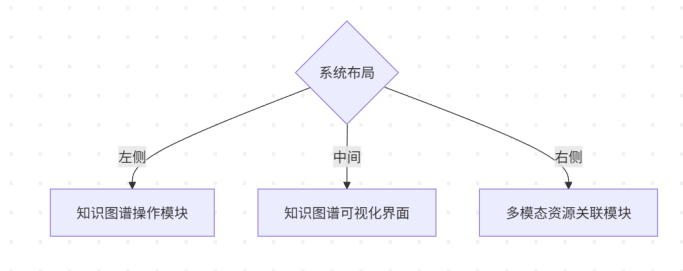 系统布局
左侧
中间
右侧
知识图谱操作模块
知识图谱可视化界面
多模态资源关联模块